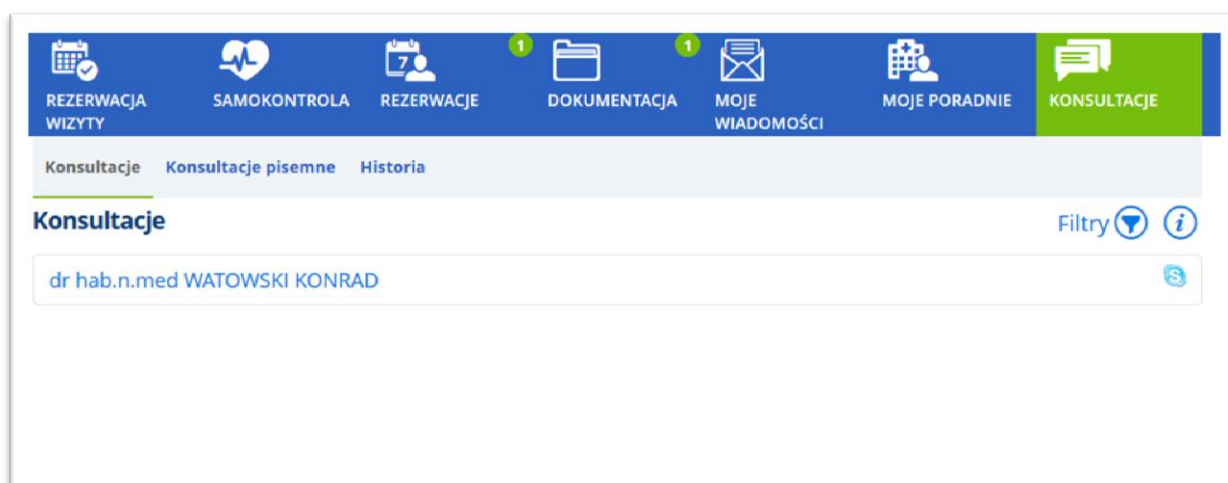 1
1
REZERWACJA
WIZYTY
SAMOKONTROLA
7
REZERWACJE
DOKUMENTACJA
MOJE
WIADOMOŚCI
MOJE PORADNIE
KONSULTACJE
Konsultacje Konsultacje pisemne Historia
Konsultacje
Filtry i
dr hab.n.med WATOWSKI KONRAD
S